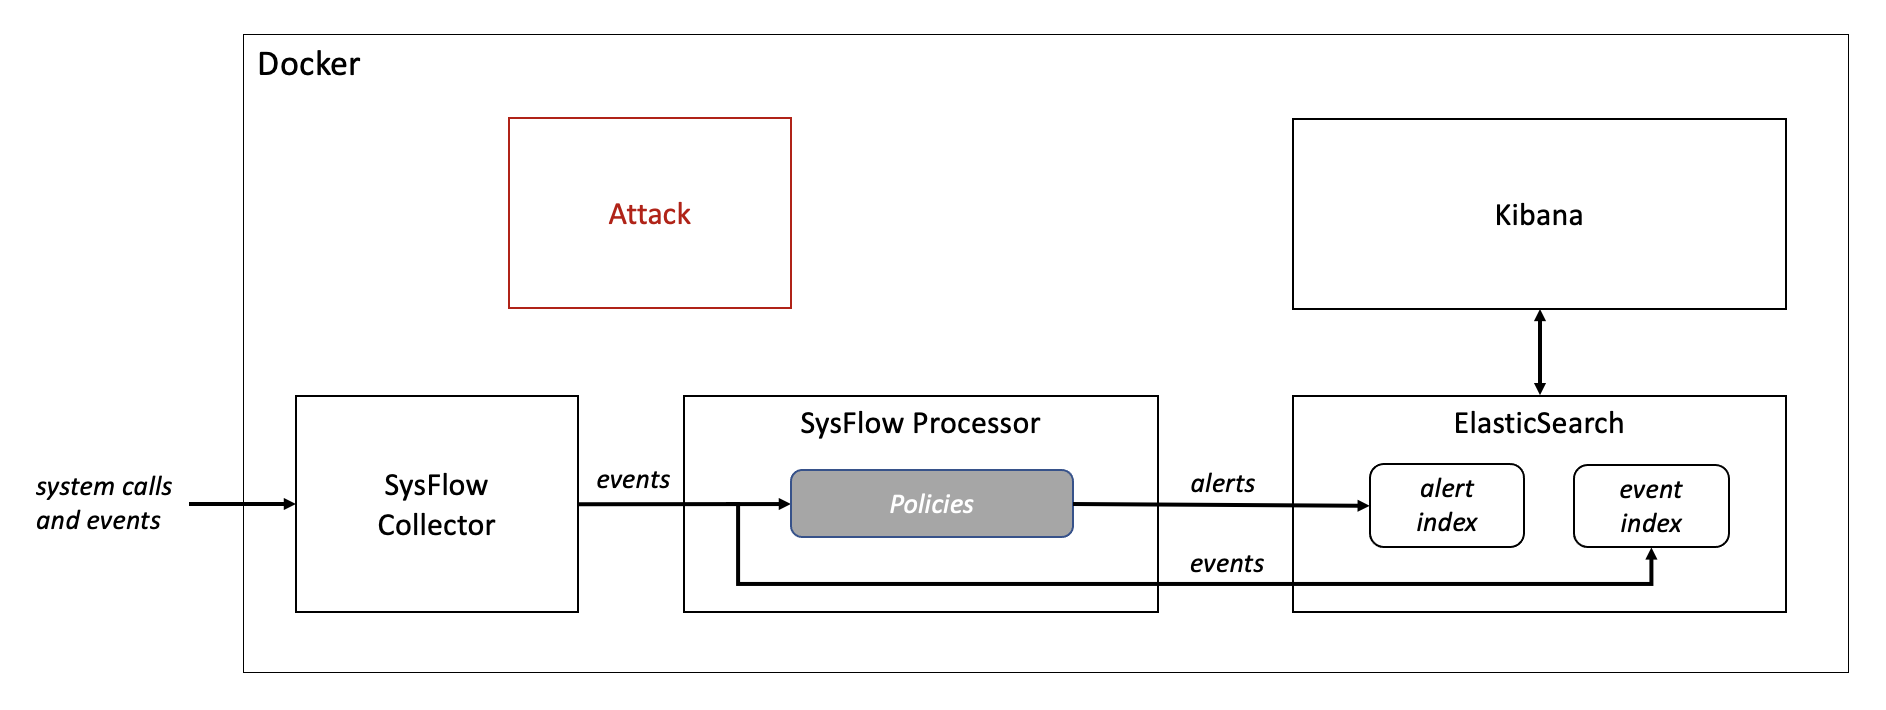 Docker
Attack
Kibana
system calls
and events
SysFlow
Collector
events
SysFlow Processor
Policies
alerts
events
ElasticSearch
alert
index
event
index